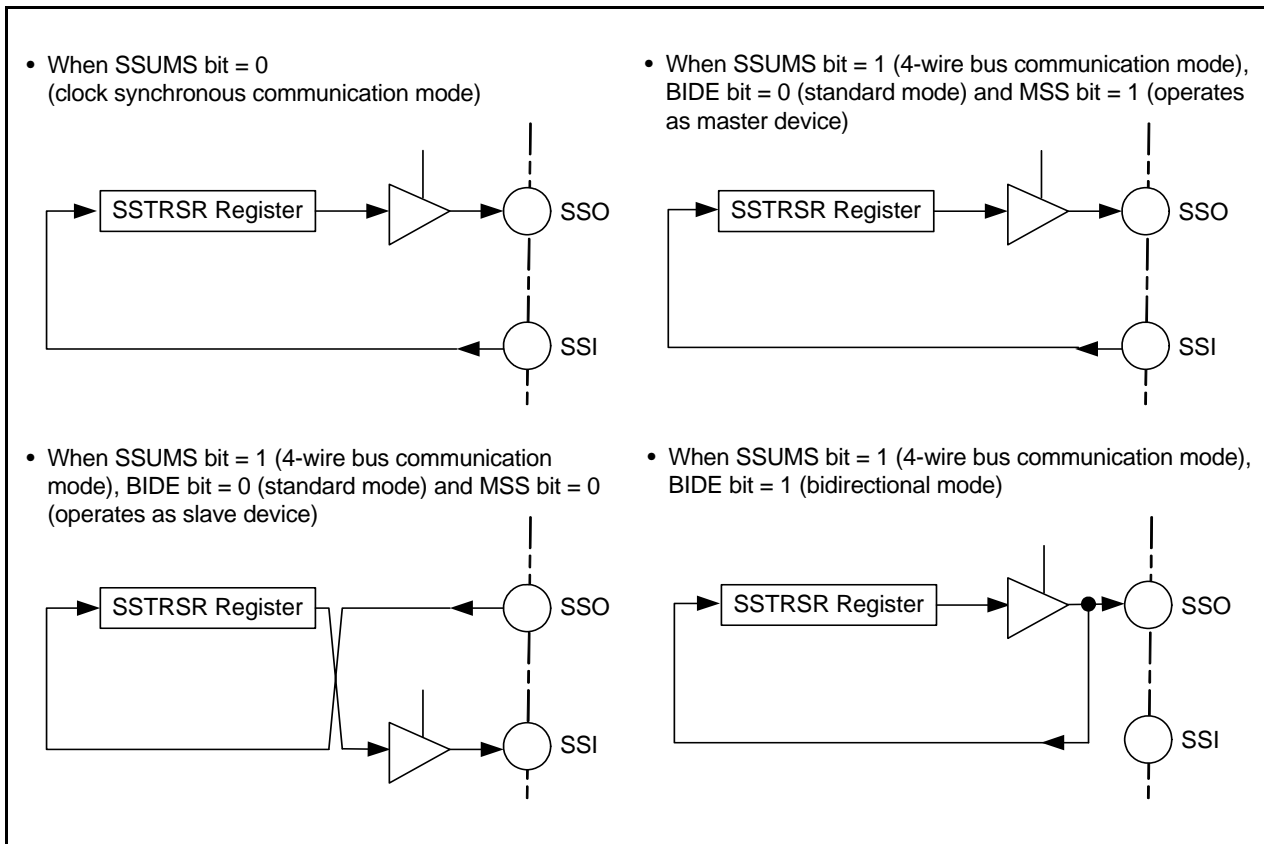 • When SSUMS bit = 0
(clock synchronous communication mode)
SSTRSR Register
SSO
SSI
• When SSUMS bit = 1 (4-wire bus communication mode),
BIDE bit = 0 (standard mode) and MSS bit = 1 (operates
as master device)
SSTRSR Register
SSO
SSI
• When SSUMS bit = 1 (4-wire bus communication
mode), BIDE bit = 0 (standard mode) and MSS bit = 0
(operates as slave device)
SSTRSR Register
SSO
SSI
• When SSUMS bit = 1 (4-wire bus communication mode),
BIDE bit = 1 (bidirectional mode)
SSTRSR Register
SSO
SSI